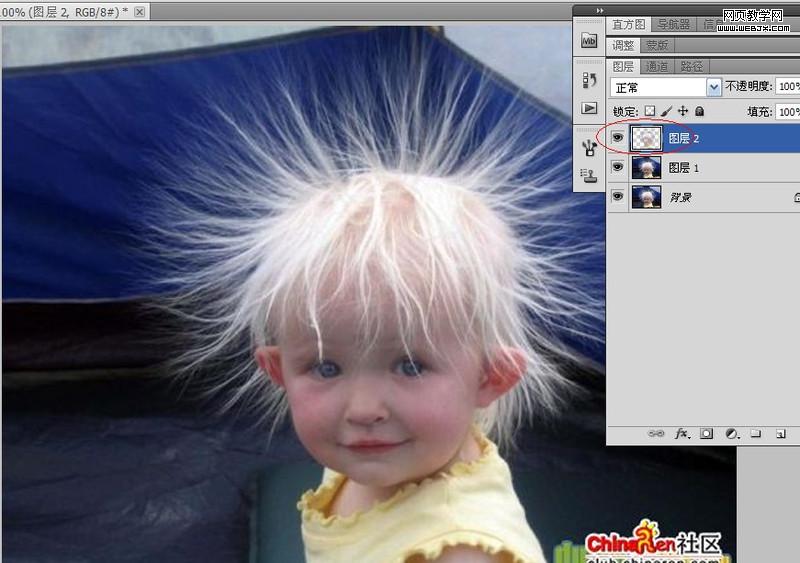 100% (图层 2, RGB/8#) *
网页教学网
www.webjx.com
直方图 导航器 信
调整 蒙版
图层 通道 路径
正常 不透明度: 100%
锁定: 填充: 100%
图层 2
图层 1
背景
Mb
fx
ChinaRen社区
club.chinaren.com